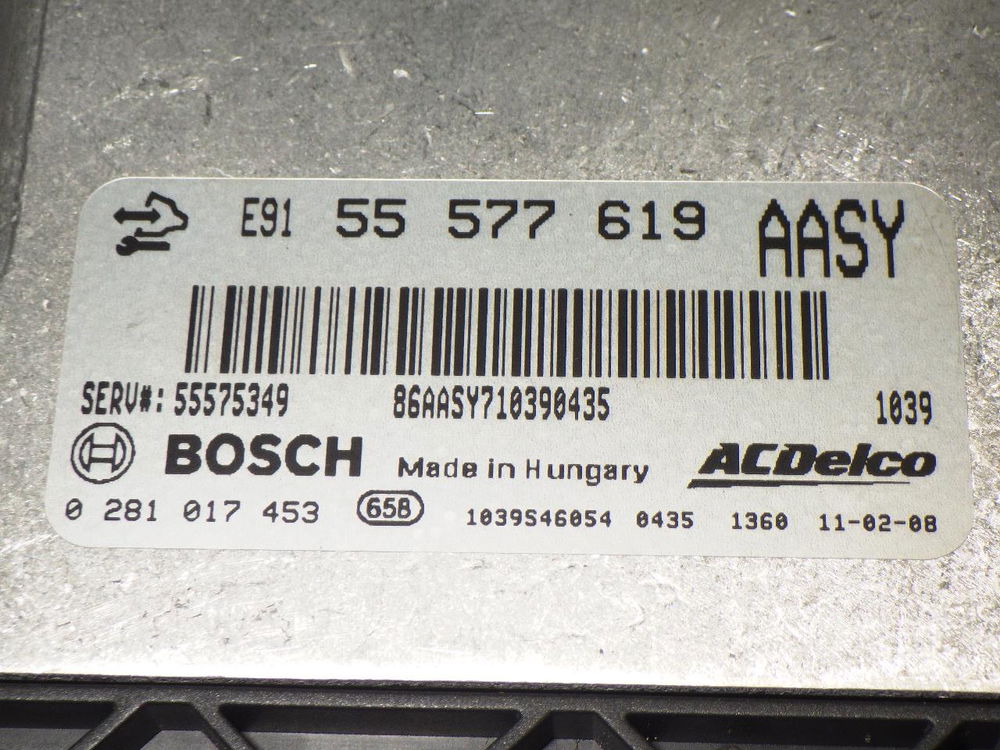 E91 55 577 619 AASY
SERV#: 55575349 86AASY710390435 1039
BOSCH Made in Hungary ACDelco
0 281 017 453 658 1039S46054 0435 1360 11-02-08